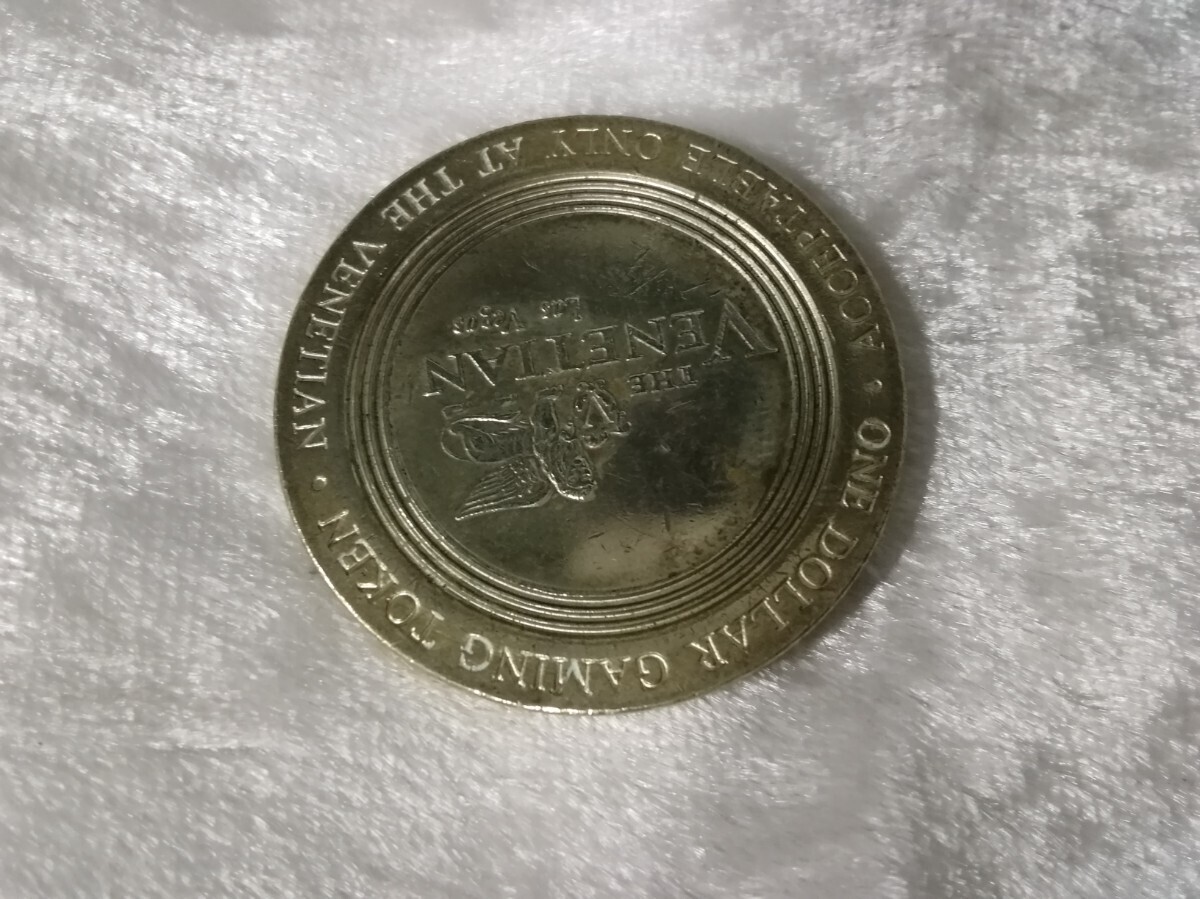 ONE DOLLAR GAMING TOKEN •
ACCEPTABLE ONLY AT THE VENETIAN •
V
THE
VENETIAN
Las Vegas